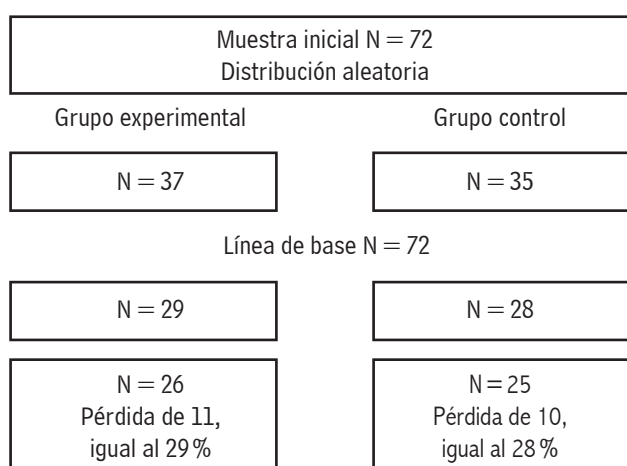 Muestra inicial N = 72
Distribución aleatoria
Grupo experimental
Grupo control
N = 37
N = 35
Línea de base N = 72
N = 29
N = 28
N = 26
Pérdida de 11,
igual al 29 %
N = 25
Pérdida de 10,
igual al 28 %